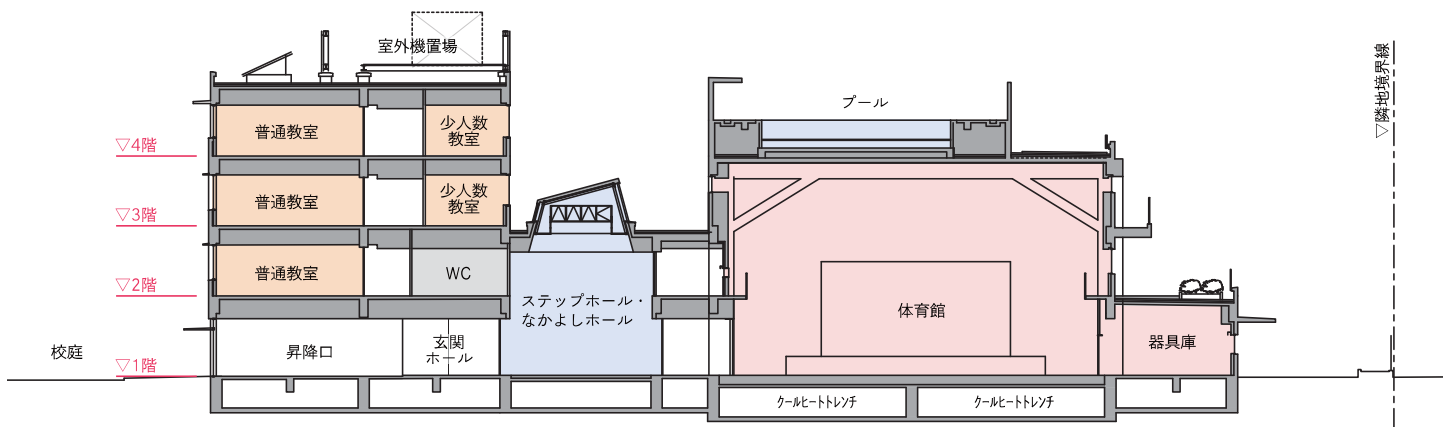 室外機置場
▽隣地境界線
プール
普通教室
少人数
教室
▽4階
普通教室
少人数
教室
▽3階
普通教室
WC
▽2階
ステップホール・
なかよしホール
体育館
校庭
▽1階
昇降口
玄関
ホール
器具庫
クールヒートトレンチ
クールヒートトレンチ